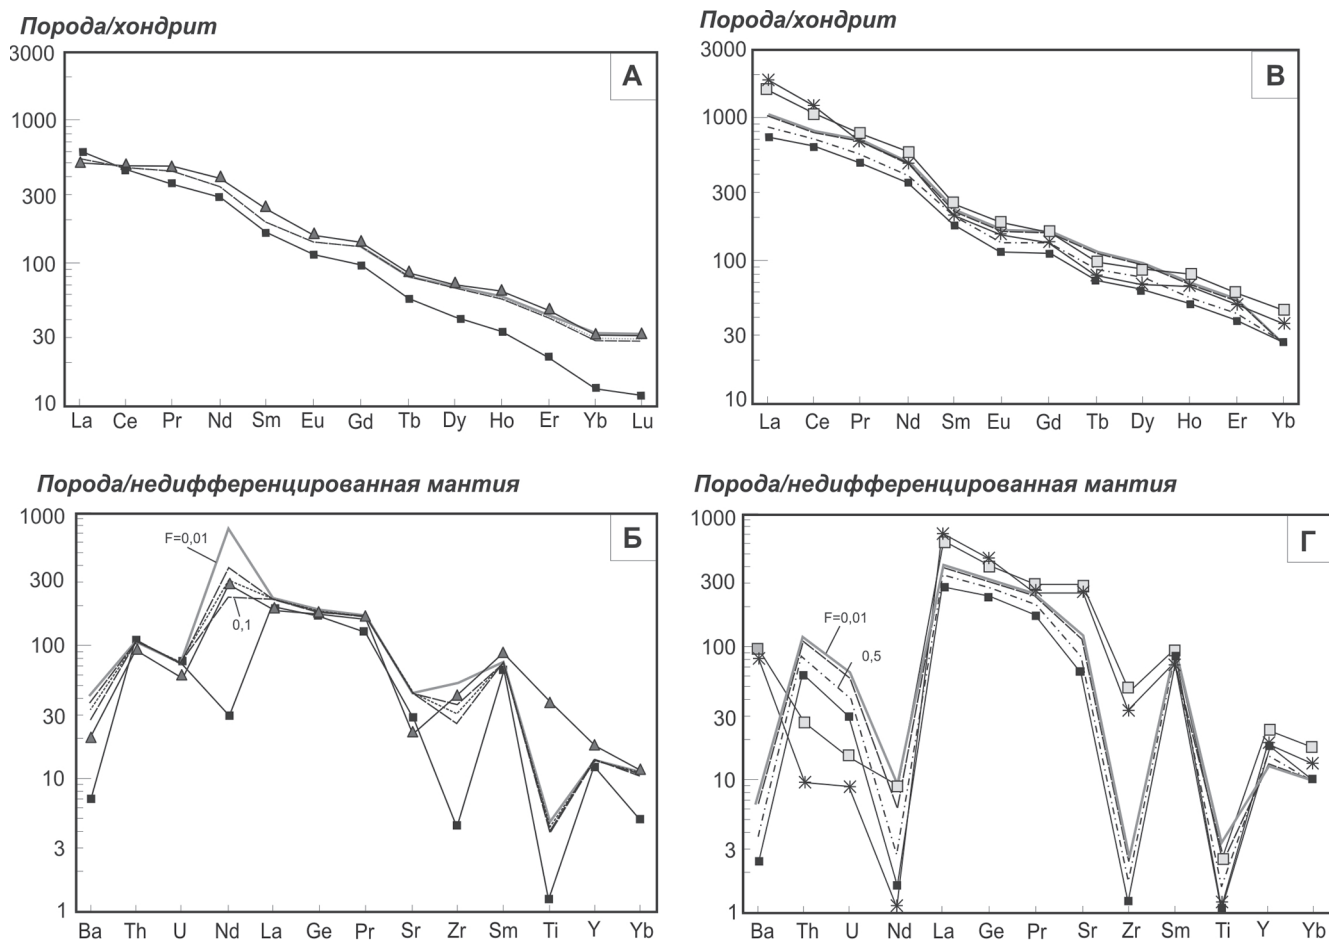 Порода/хондрит
3000
1000
300
100
30
10
А
La Ce Pr Nd Sm Eu Gd Tb Dy Ho Er Yb Lu
Порода/хондрит
3000
1000
300
100
30
10
В
La Ce Pr Nd Sm Eu Gd Tb Dy Ho Er Yb
Порода/недифференцированная мантия
1000
300
100
30
10
3
1
Б
F=0,01
0,1
Ba Th U Nd La Ge Pr Sr Zr Sm Ti Y Yb
Порода/недифференцированная мантия
1000
300
100
30
10
3
1
Г
F=0,01
0,5
Ba Th U Nd La Ge Pr Sr Zr Sm Ti Y Yb